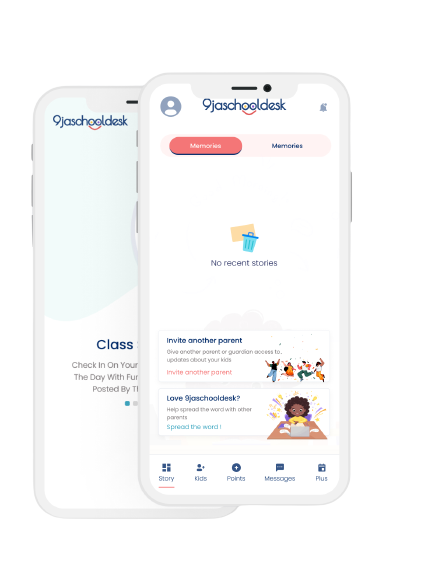 9jaschooldesk
Class
Check In On Your
The Day With Fun
Posted By
9jaschooldesk
Memories
Memories
No recent stories
Invite another parent
Give another parent or guardian access to
updates about your kids
Invite another parent
Love 9jaschooldesk?
Help spread the word with other
parents
Spread the word !
Story
Kids
Points
Messages
Plus